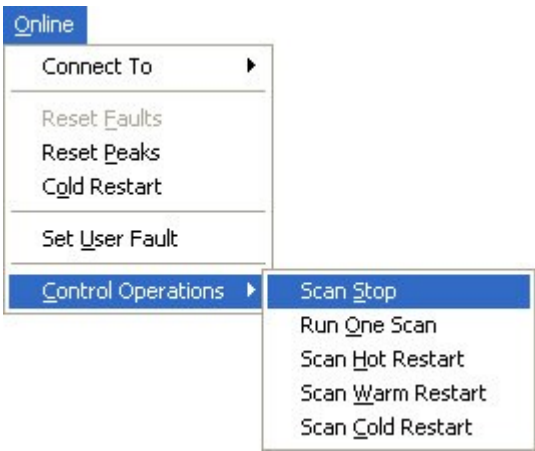 Online
Connect To
Reset Faults
Reset Peaks
Cold Restart
Set User Fault
Control Operations
Scan Stop
Run One Scan
Scan Hot Restart
Scan Warm Restart
Scan Cold Restart